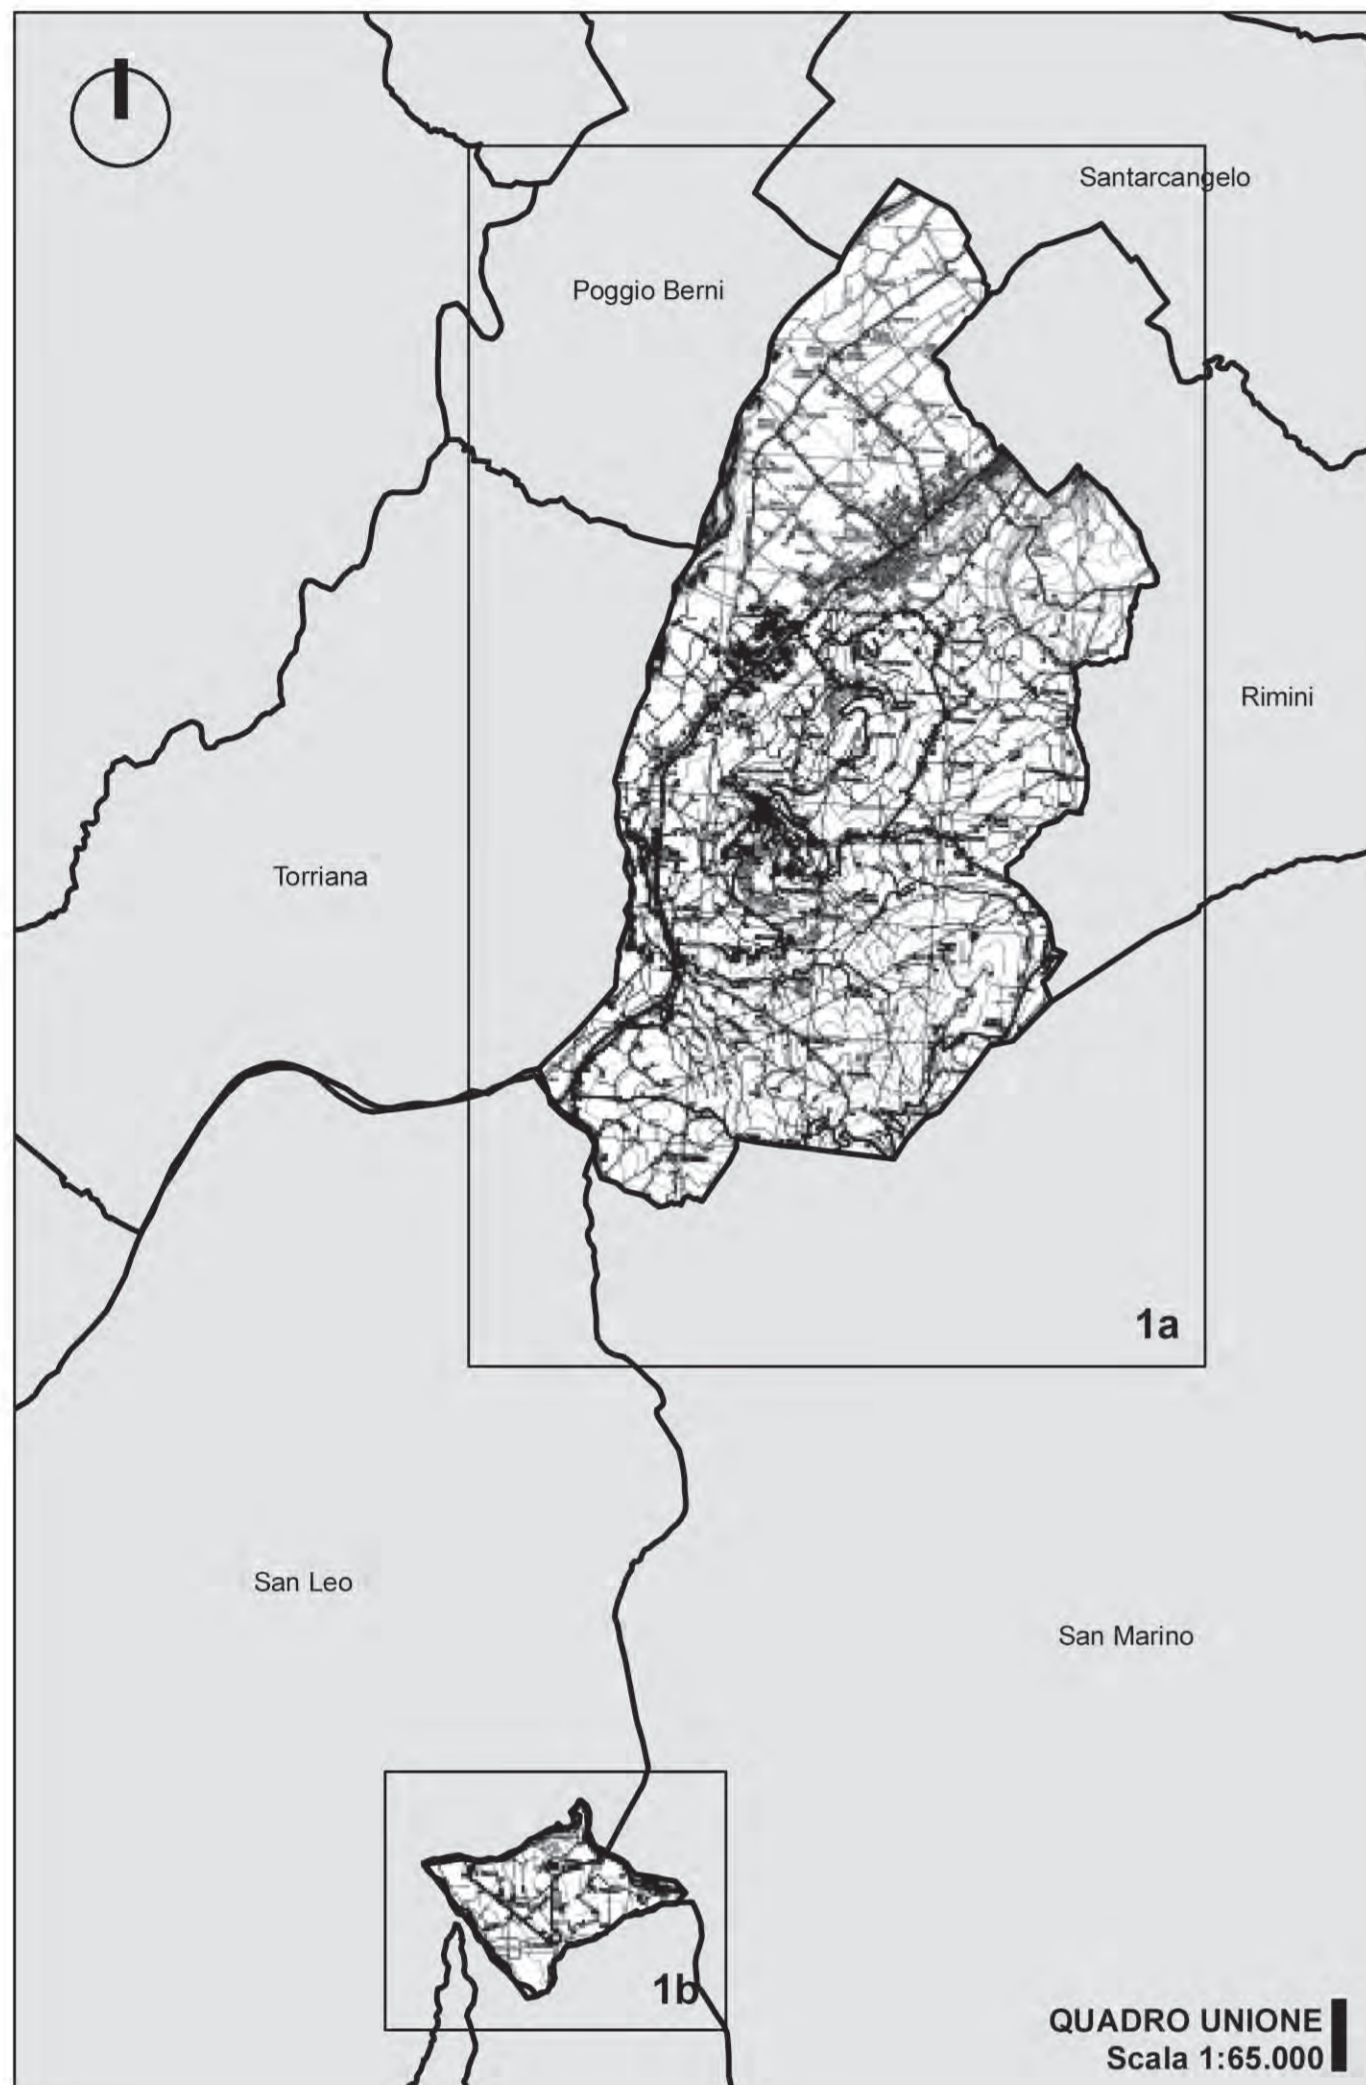 Santarcangelo
Poggio Berni
Rimini
Torriana
1a
San Leo
San Marino
1b
QUADRO UNIONE
Scala 1:65.000